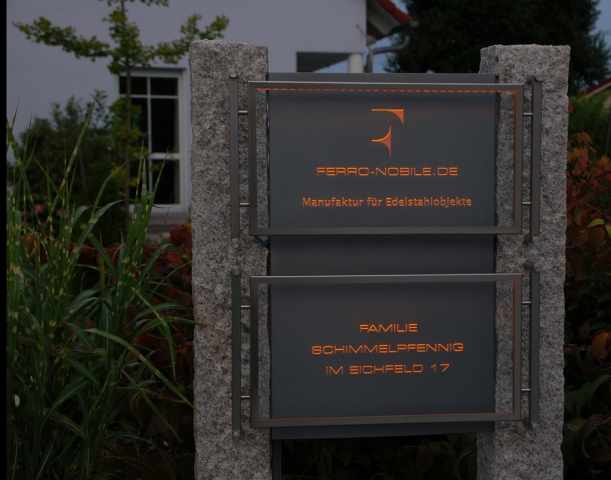 FERRO-NOBILE.DE
Manufaktur für Edelstahlobjekte
FAMILIE
SCHIMMELPFENNIG
IM EICHFELD 17